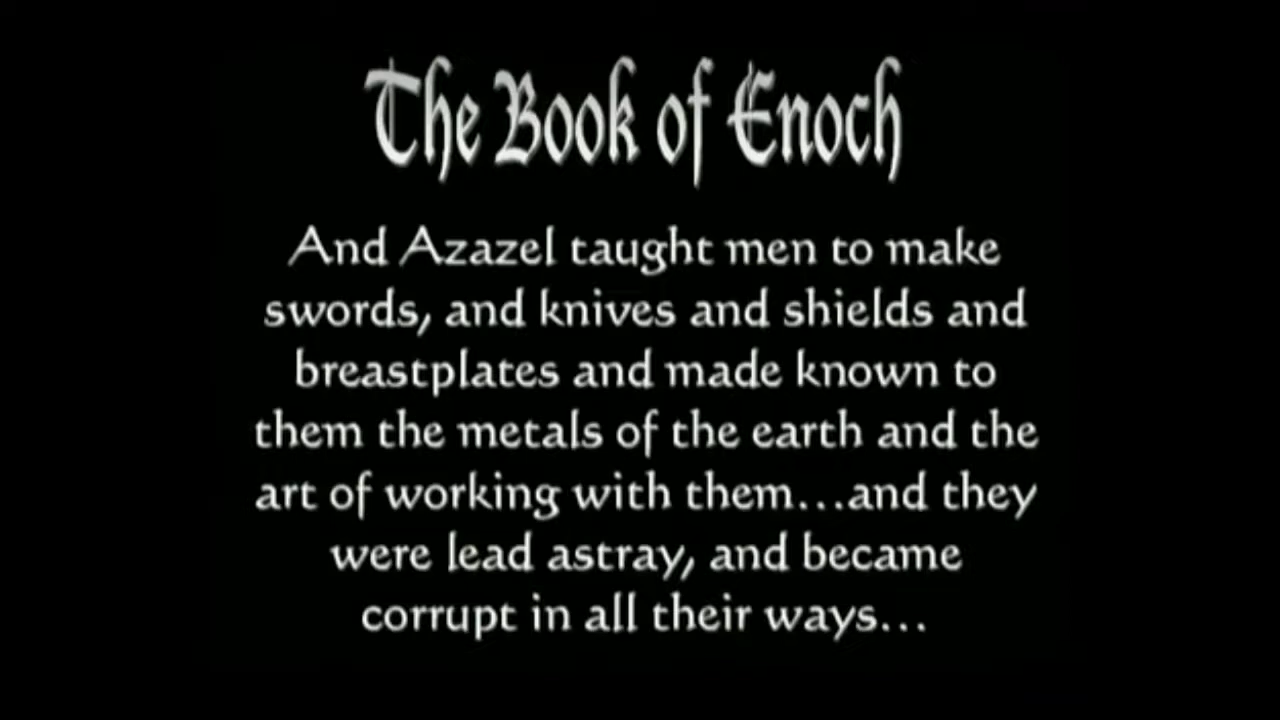 The Book of Enoch
And Azazel taught men to make
swords, and knives and shields and
breastplates and made known to
them the metals of the earth and the
art of working with them...and they
were lead astray, and became
corrupt in all their ways...